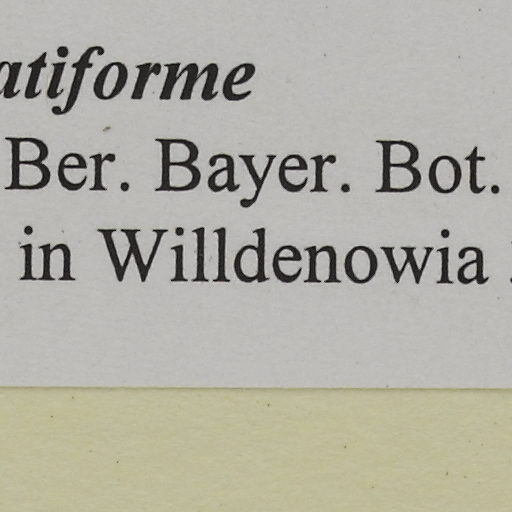 atiforme
Ber. Bayer. Bot.
in Willdenowia